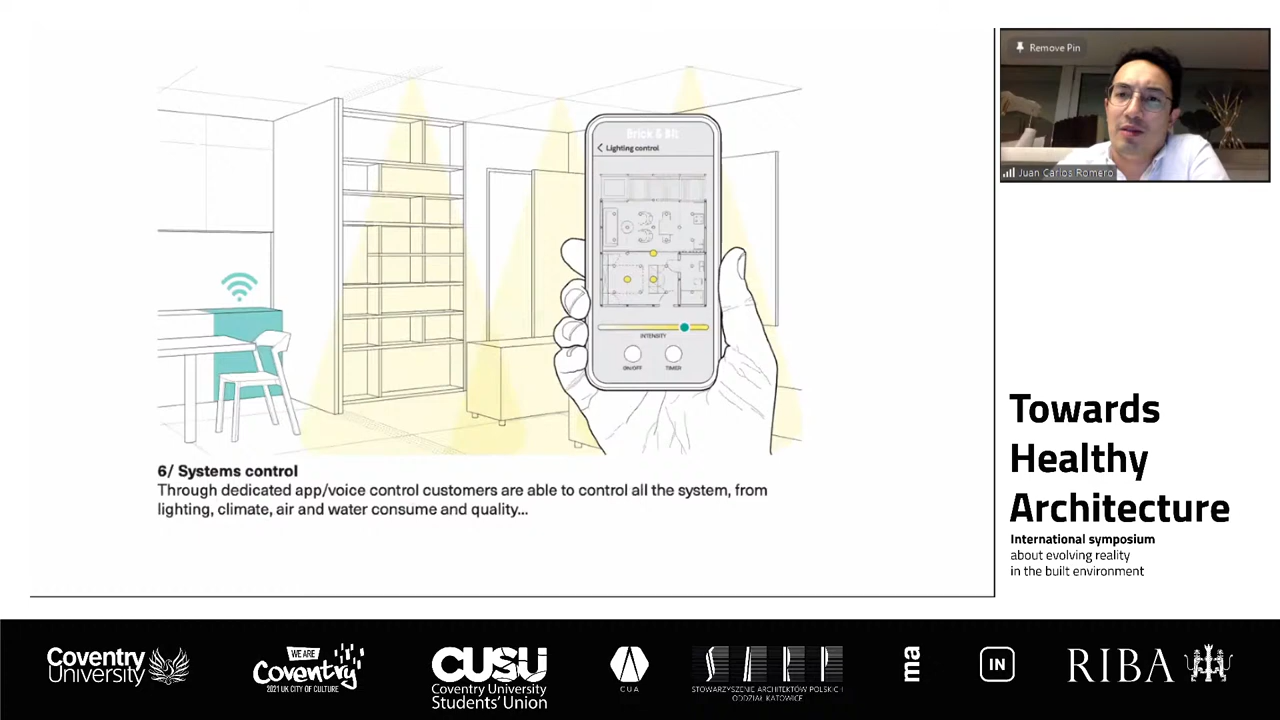 Brick & Bit
Lighting control
INTENSITY
ON/OFF
TIMER
6/ Systems control
Through dedicated app/voice control customers are able to control all the system, from
lighting, climate, air and water consume and quality...
Remove Pin
Juan Carlos Romero
Towards
Healthy
Architecture
International symposium
about evolving reality
in the built environment
Coventry
University
WE ARE
Coventry
2021 UK CITY OF CULTURE
CUSU
Coventry University
Students' Union
CUA
SARP
STOWARZYSZENIE ARCHITEKTÓW POLSKICH
ODDZIAŁ KATOWICE
ma
IN
RIBA